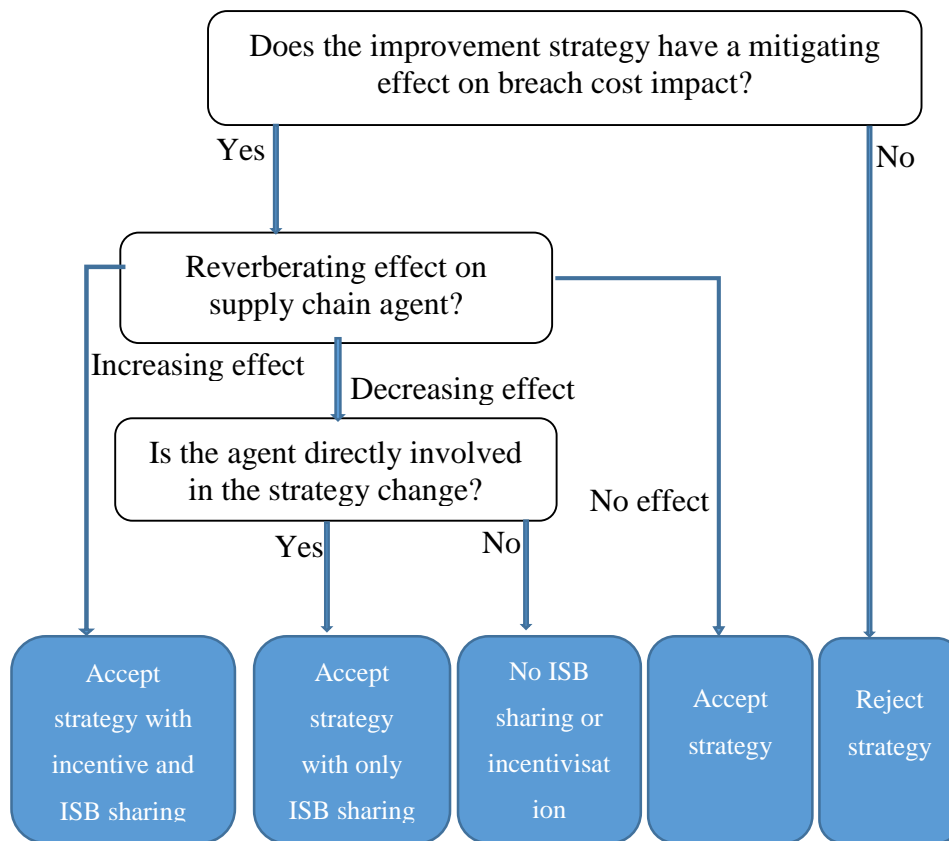 Does the improvement strategy have a mitigating
effect on breach cost impact?
Yes
No
Reverberating effect on
supply chain agent?
Increasing effect
Decreasing effect
Is the agent directly involved
in the strategy change?
No effect
Yes
No
Accept
strategy with
incentive and
ISB sharing
Accept
strategy
with only
ISB sharing
No ISB
sharing or
incentivisat
ion
Accept
strategy
Reject
strategy